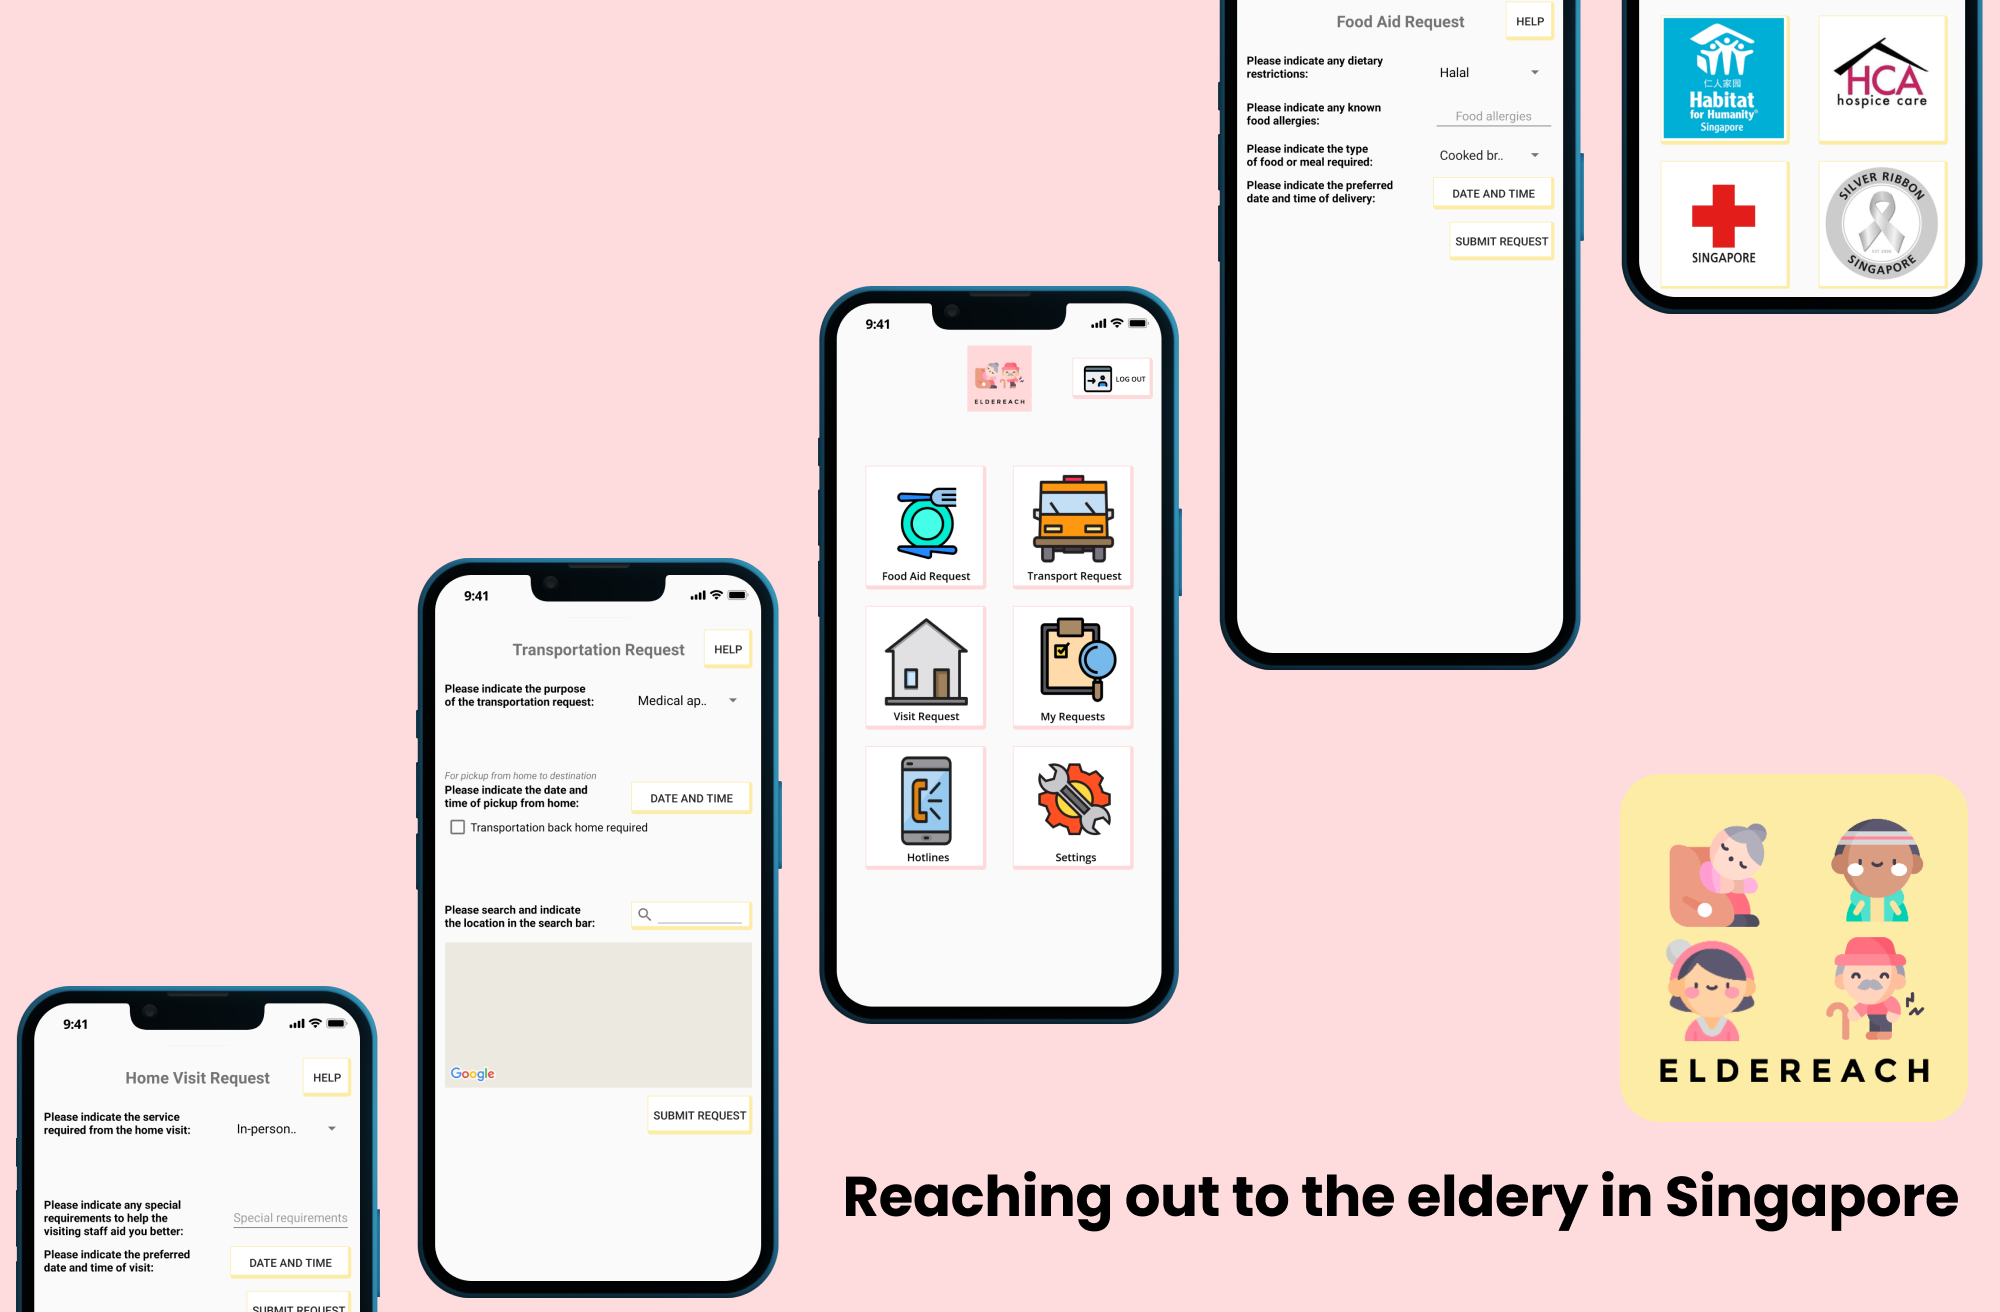 Home Visit Request
HELP
9:41
Please indicate the service
required from the home visit:
In-person..
Please indicate any special
requirements to help the
visiting staff aid you better:
Special requirements
Please indicate the preferred
date and time of visit:
DATE AND TIME
SUBMIT REQUEST
9:41
Transportation Request
HELP
Please indicate the purpose
of the transportation request:
Medical ap..
For pickup from home to destination
Please indicate the date and
time of pickup from home:
DATE AND TIME
Transportation back home required
Please search and indicate
the location in the search bar:
Google
SUBMIT REQUEST
9:41
ELDEREACH
LOG OUT
Food Aid Request
Transport Request
Visit Request
My Requests
Hotlines
Settings
Food Aid Request
HELP
Please indicate any dietary
restrictions:
Halal
Please indicate any known
food allergies:
Food allergies
Please indicate the type
of food or meal required:
Cooked br..
Please indicate the preferred
date and time of delivery:
DATE AND TIME
SUBMIT REQUEST
仁人家园
Habitat
for Humanity®
Singapore
HCA
hospice care
SINGAPORE
SILVER RIBBON
SINGAPORE
ELDEREACH
Reaching out to the eldery in Singapore